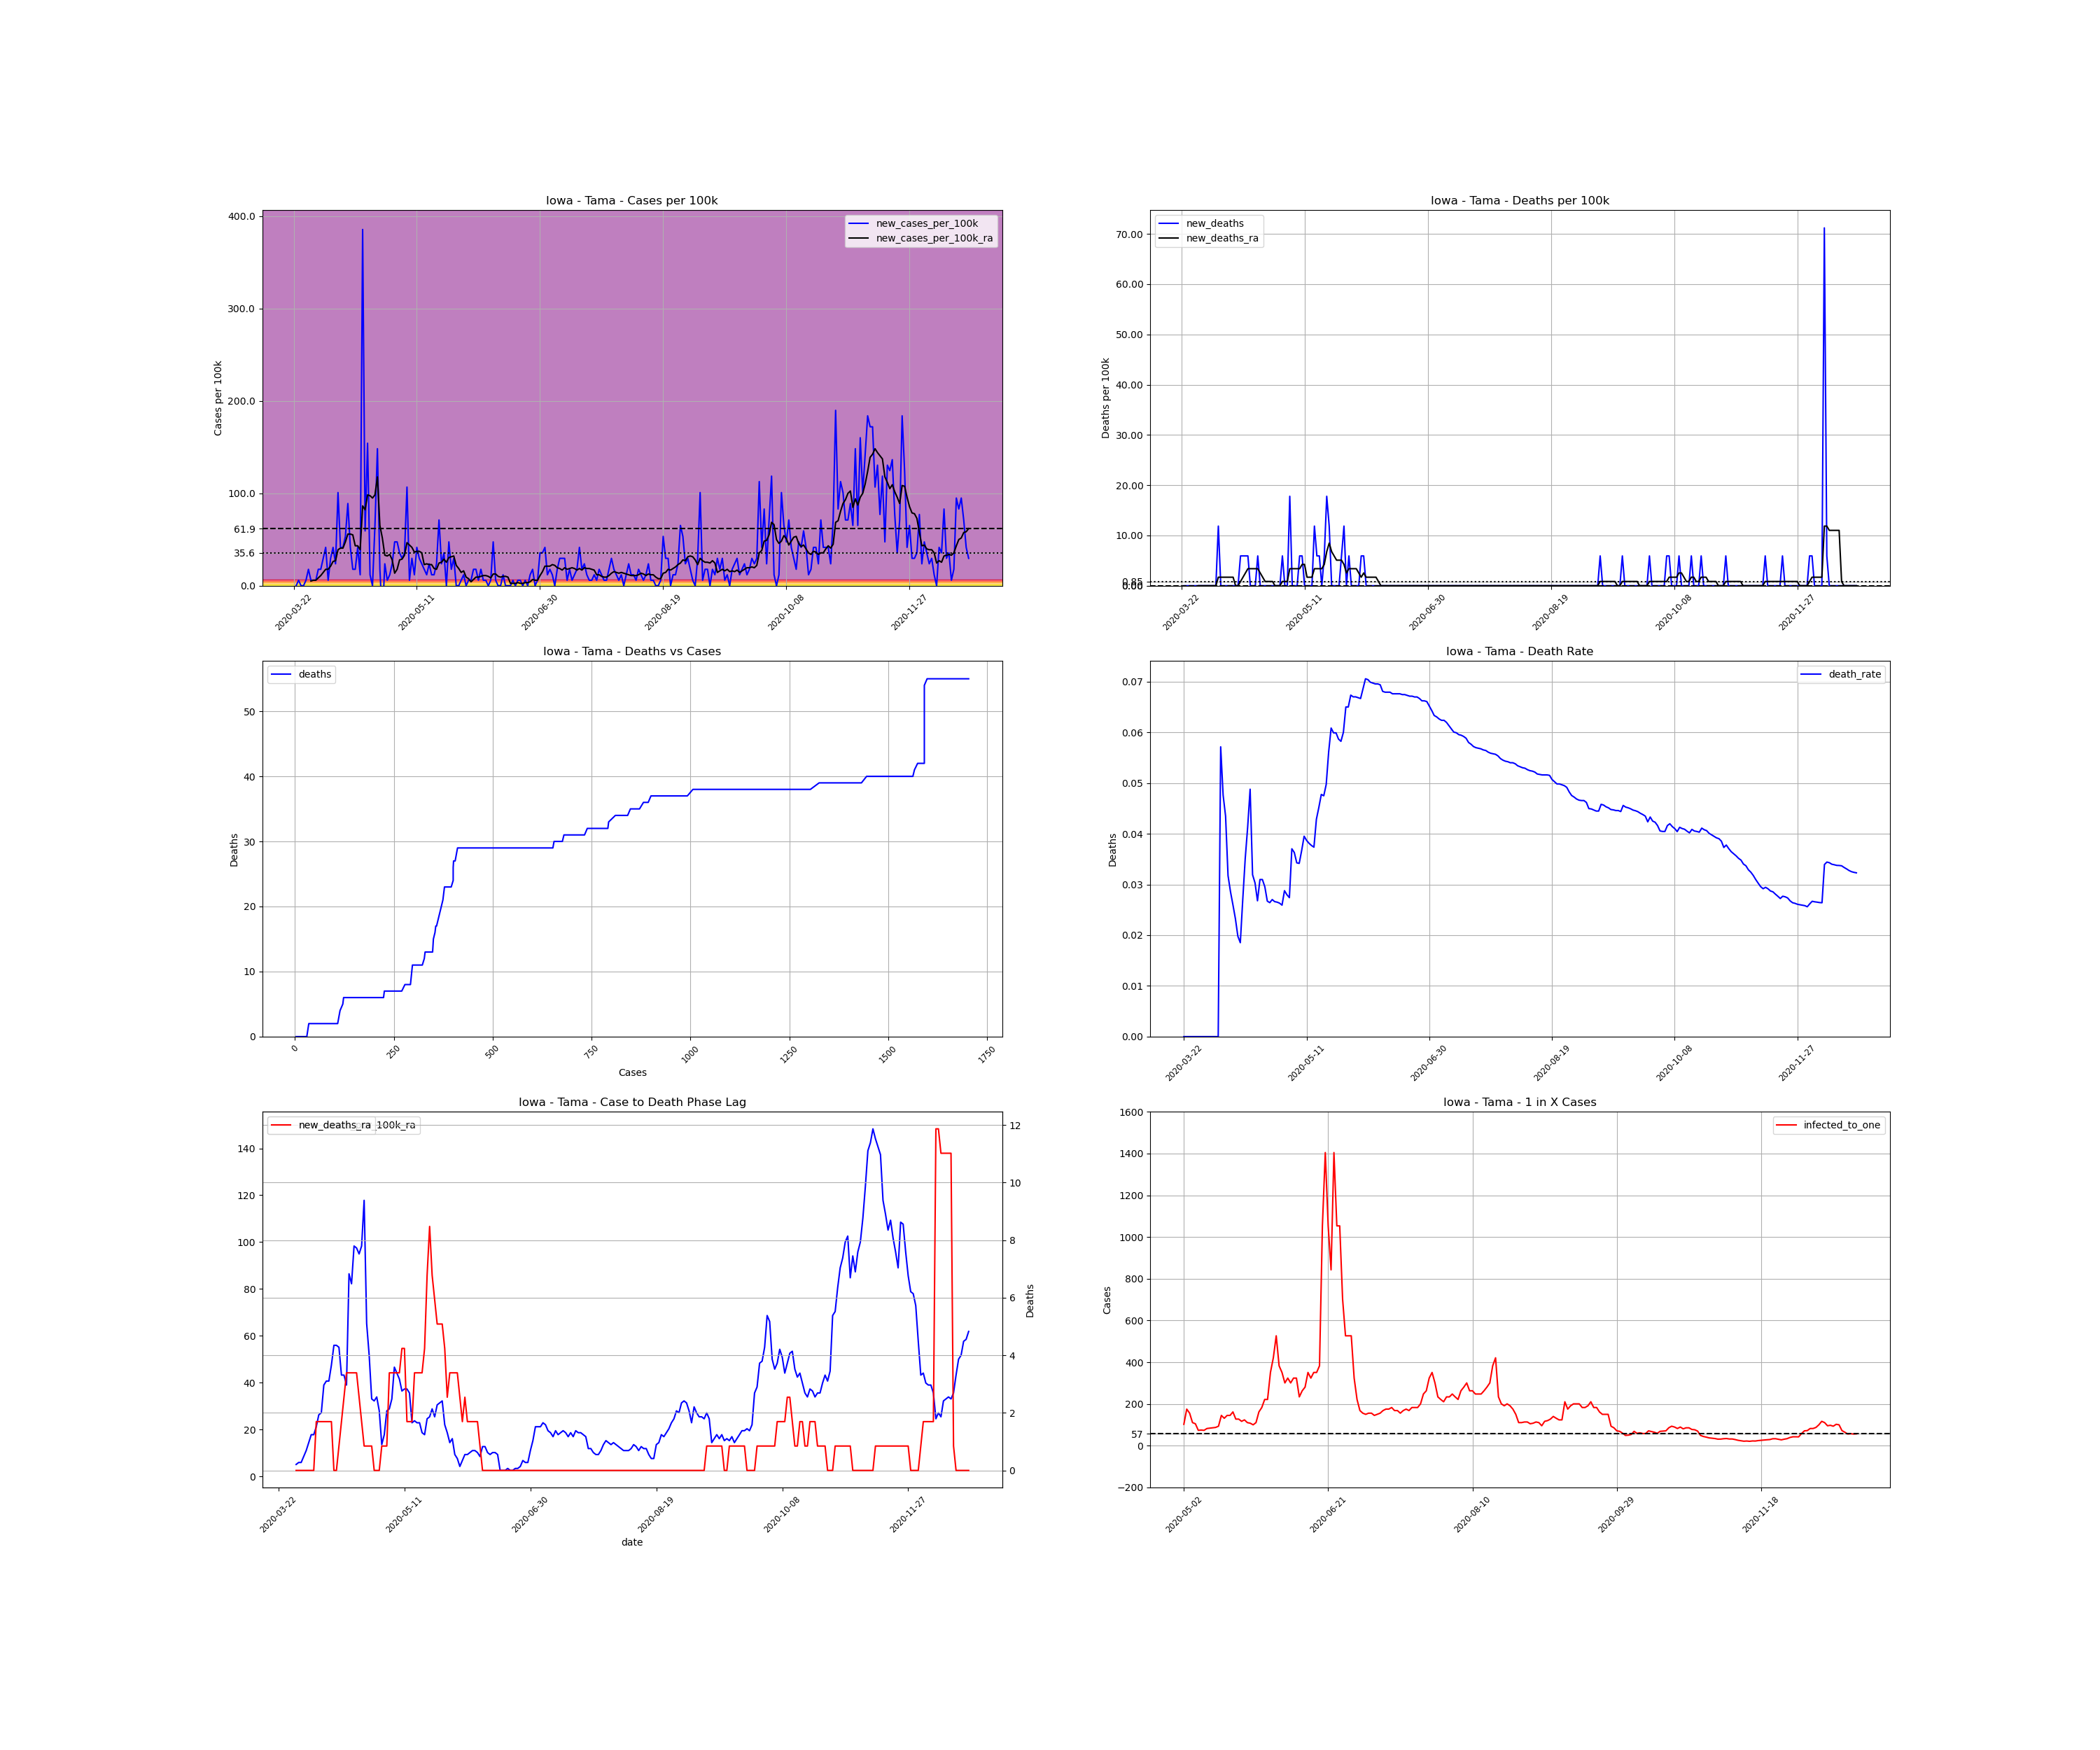 Iowa - Tama - Cases per 100k
new_cases_per_100k
new_cases_per_100k_ra
Cases per 100k
400.0
300.0
200.0
100.0
61.9
35.6
0.0
2020-03-22 2020-05-11 2020-06-30 2020-08-19 2020-10-08 2020-11-27
Iowa - Tama - Deaths per 100k
new_deaths
new_deaths_ra
Deaths per 100k
70.00
60.00
50.00
40.00
30.00
20.00
10.00
0.00
2020-03-22 2020-05-11 2020-06-30 2020-08-19 2020-10-08 2020-11-27
Iowa - Tama - Deaths vs Cases
deaths
Deaths
50
40
30
20
10
0
0 250 500 750 1000 1250 1500 1750
Cases
Iowa - Tama - Death Rate
death_rate
Deaths
0.07
0.06
0.05
0.04
0.03
0.02
0.01
0.00
2020-03-22 2020-05-11 2020-06-30 2020-08-19 2020-10-08 2020-11-27
Iowa - Tama - Case to Death Phase Lag
new_deaths_ra _100k_ra
140
120
100
80
60
40
20
0
12
10
8
6
4
2
0
Deaths
2020-03-22 2020-05-11 2020-06-30 2020-08-19 2020-10-08 2020-11-27
date
Iowa - Tama - 1 in X Cases
infected_to_one
Cases
1600
1400
1200
1000
800
600
400
200
57
0
−200
2020-05-02 2020-06-21 2020-08-10 2020-09-29 2020-11-18